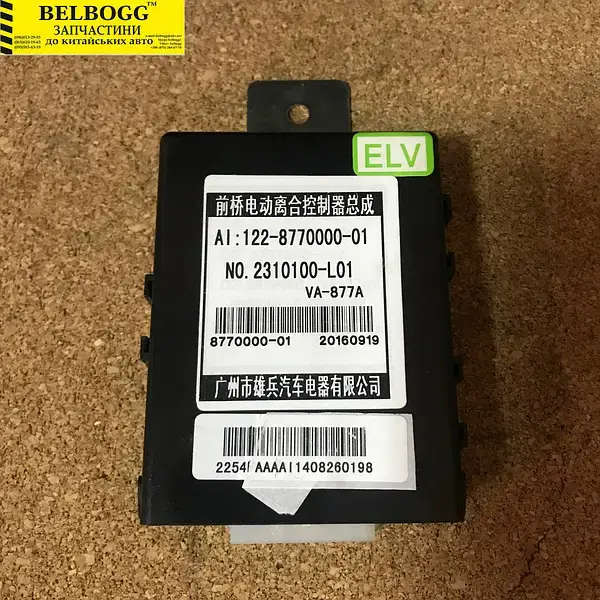 BELBOGG
ЗАПЧАСТИНИ
до китайських авто
ELV
前桥电动离合控制器总成
AI:122-8770000-01
NO.2310100-L01
VA-877A
8770000-01 20160919
广州市雄兵汽车电器有限公司
2254 AAAAI1408260198